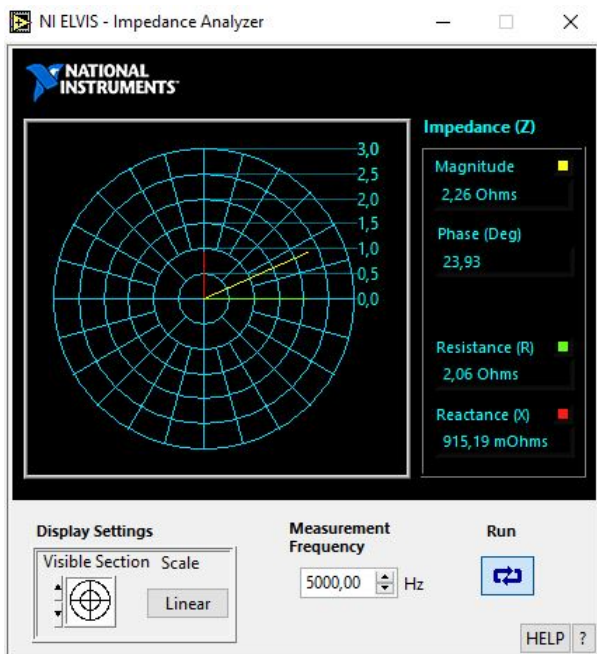 NI ELVIS - Impedance Analyzer
NATIONAL
INSTRUMENTS™
3,0
2,5
2,0
1,5
1,0
0,5
0,0
Impedance (Z)
Magnitude
2,26 Ohms
Phase (Deg)
23,93
Resistance (R)
2,06 Ohms
Reactance (X)
915,19 mOhms
Display Settings
Visible Section Scale
Linear
Measurement
Frequency
5000,00 Hz
Run
HELP ?